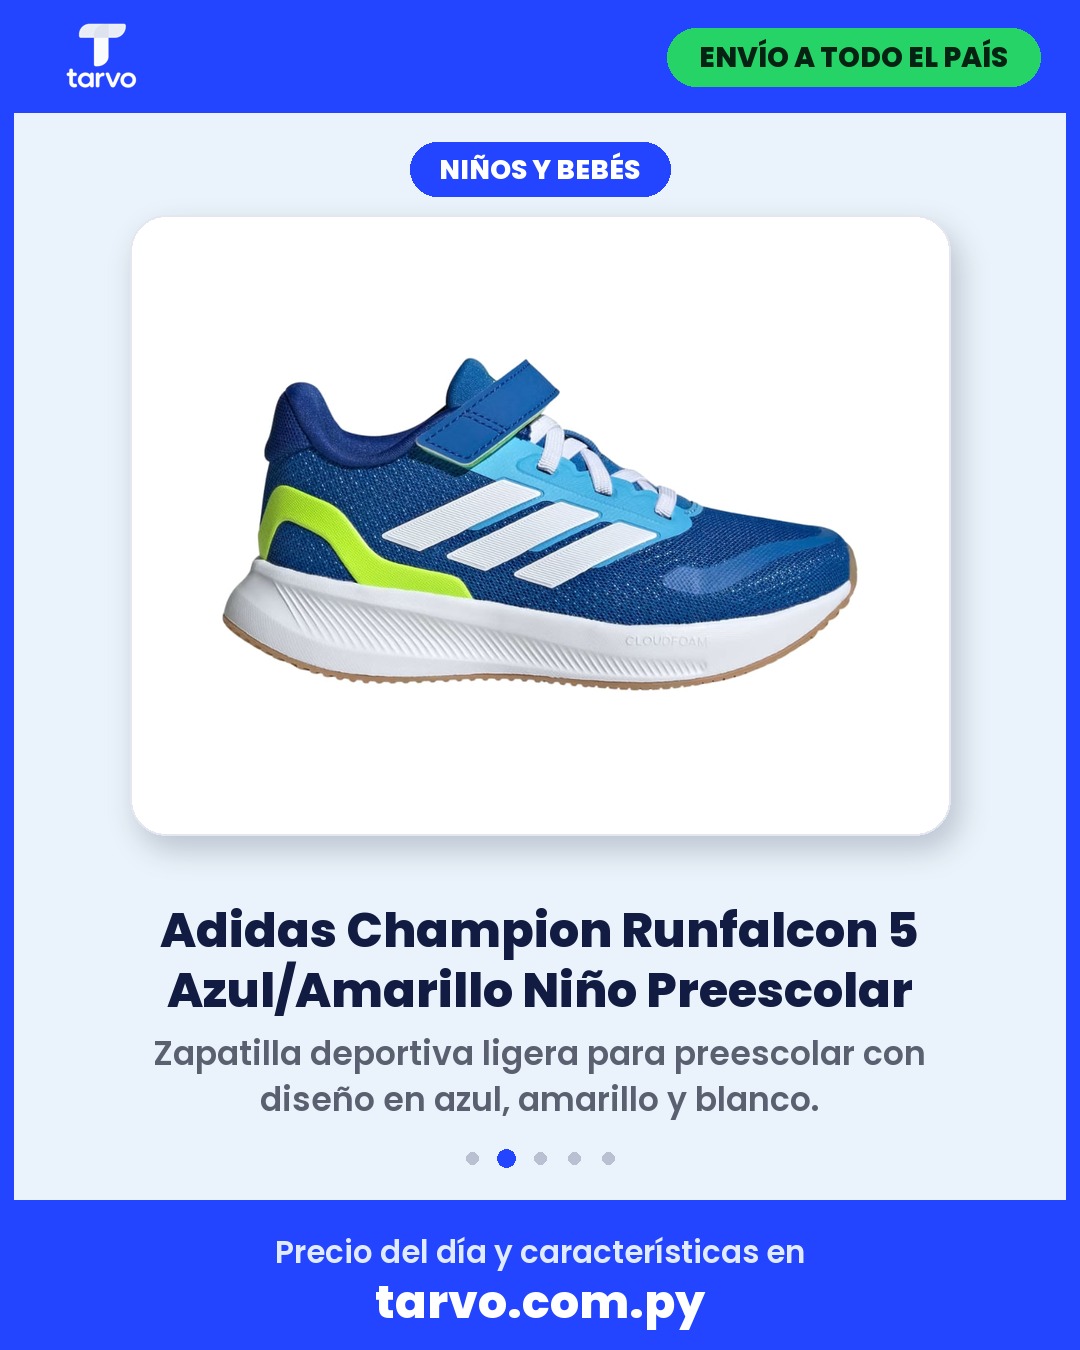 tarvo
ENVÍO A TODO EL PAÍS
NIÑOS Y BEBÉS
CLOUDFOAM
Adidas Champion Runfalcon 5
Azul/Amarillo Niño Preescolar
Zapatilla deportiva ligera para preescolar con
diseño en azul, amarillo y blanco.
Precio del día y características en
tarvo.com.py